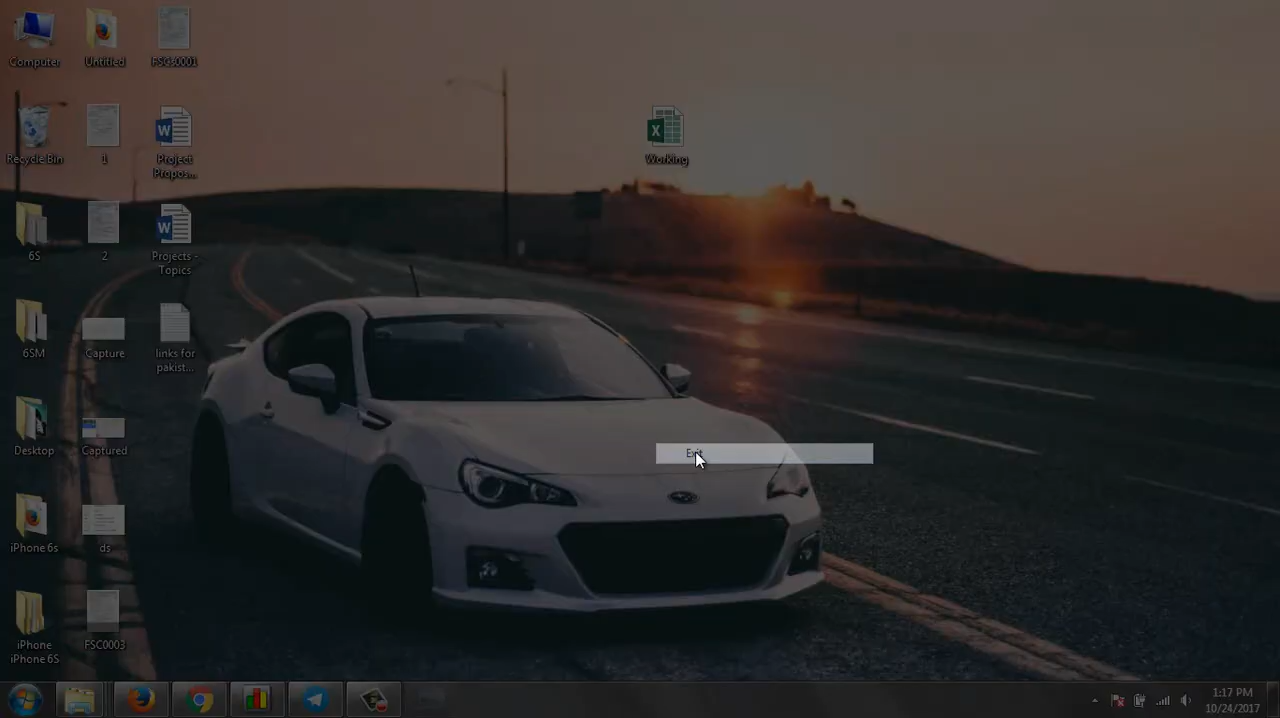 Computer
Untitled
FSC0001
Recycle Bin
1
Project
Propos...
Working
6S
2
Projects -
Topics
6SM
Capture
links for
pakist...
Desktop
Captured
iPhone 6s
ds
iPhone
iPhone 6S
FSC0003
Exit
1:17 PM
10/24/2017